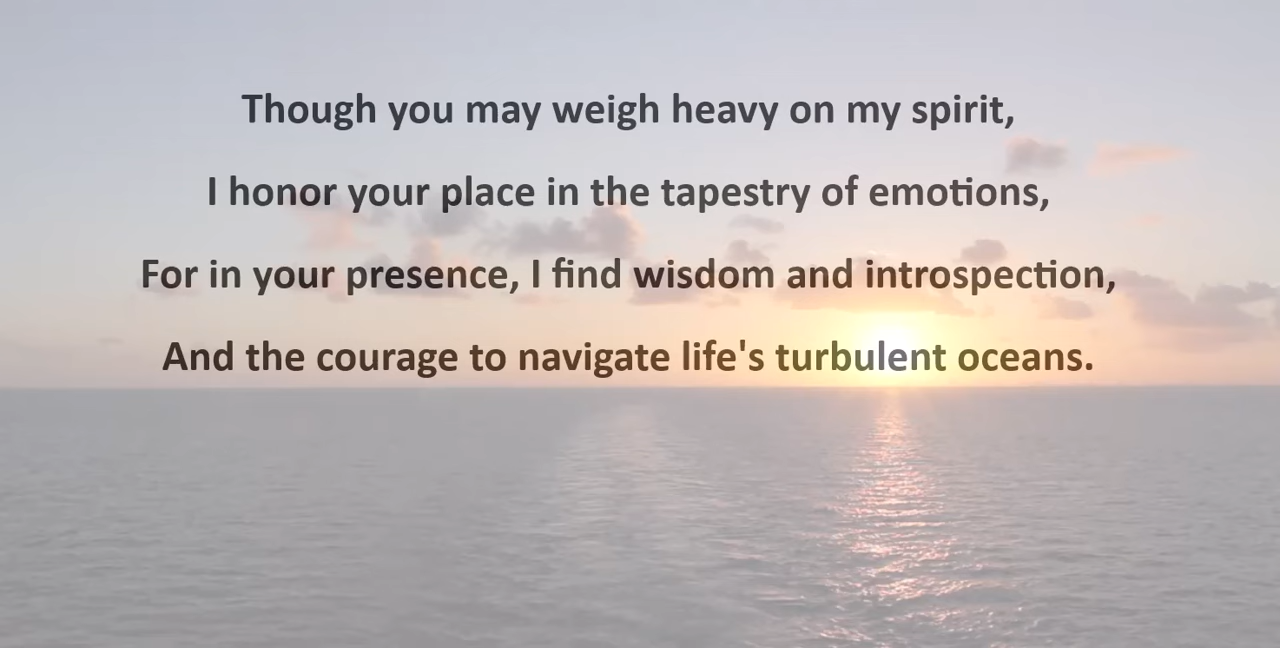 Though you may weigh heavy on my spirit,
I honor your place in the tapestry of emotions,
For in your presence, I find wisdom and introspection,
And the courage to navigate life's turbulent oceans.